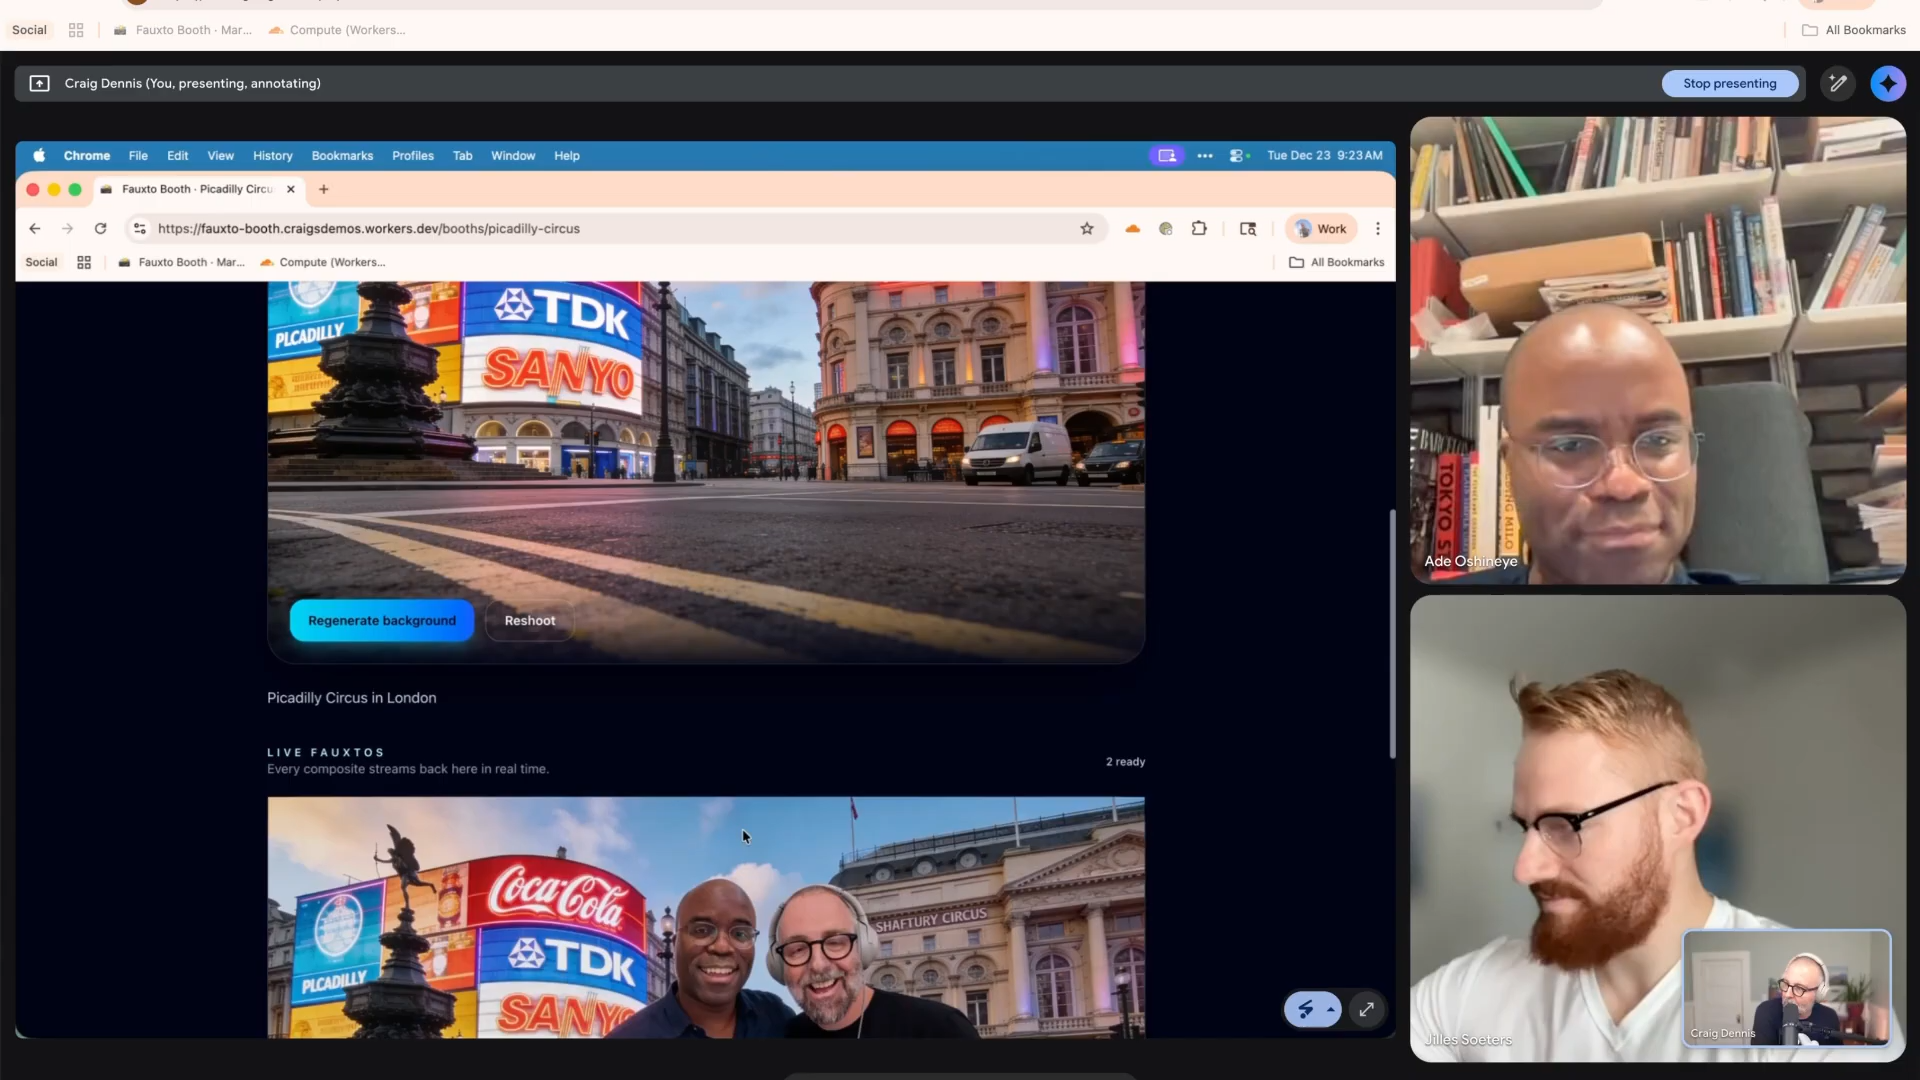 Social
Fauxto Booth · Mar...
Compute (Workers...
All Bookmarks
Craig Dennis (You, presenting, annotating)
Stop presenting
Chrome File Edit View History Bookmarks Profiles Tab Window Help
Tue Dec 23 9:23 AM
Fauxto Booth · Picadilly Circu
https://fauxto-booth.craigsdemos.workers.dev/booths/picadilly-circus
Work
Social
Fauxto Booth · Mar...
Compute (Workers...
All Bookmarks
PLCADILLY
TDK
SANYO
Regenerate background
Reshoot
Picadilly Circus in London
LIVE FAUXTOS
Every composite streams back here in real time.
2 ready
Coca-Cola
PICADILLY
TDK
SANYO
SHAFTURY CIRCUS
TOKYO
MILO
Ade Oshineye
Jilles Soeters
Craig Dennis